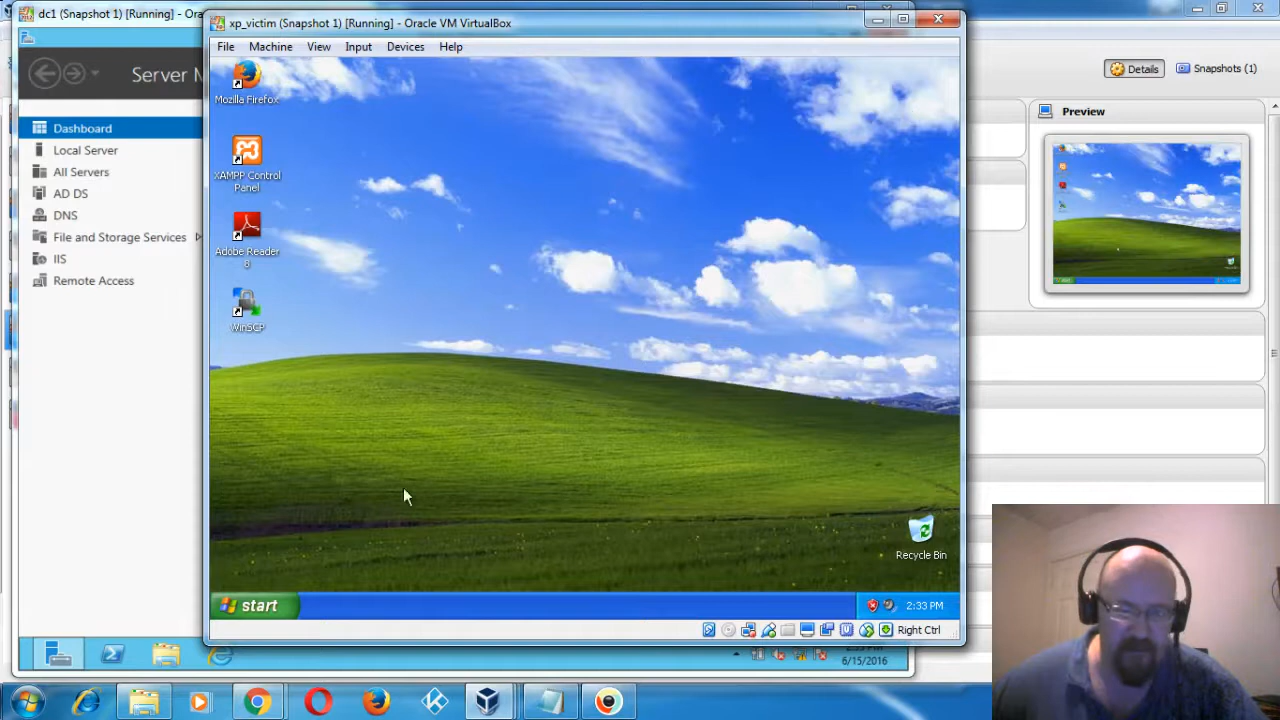 dc1 (Snapshot 1) [Running] - Or
xp_victim (Snapshot 1) [Running] - Oracle VM VirtualBox
File Machine View Input Devices Help
Server M
Details
Snapshots (1)
Preview
Dashboard
Local Server
All Servers
AD DS
DNS
File and Storage Services
IIS
Remote Access
Mozilla Firefox
XAMPP Control
Panel
Adobe Reader
8
WinSCP
Recycle Bin
start
2:33 PM
Right Ctrl
6/15/2016